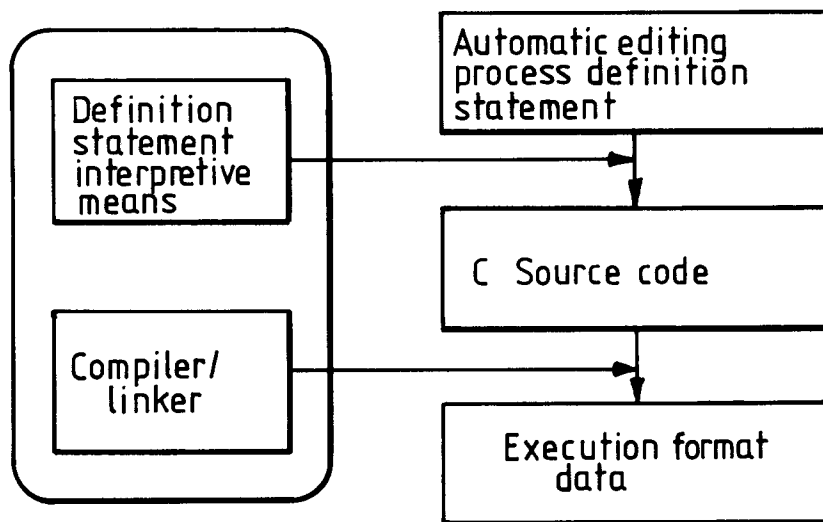 Definition
statement
interpretive
means
Automatic editing
process definition
statement
C Source code
Compiler/
linker
Execution format
data